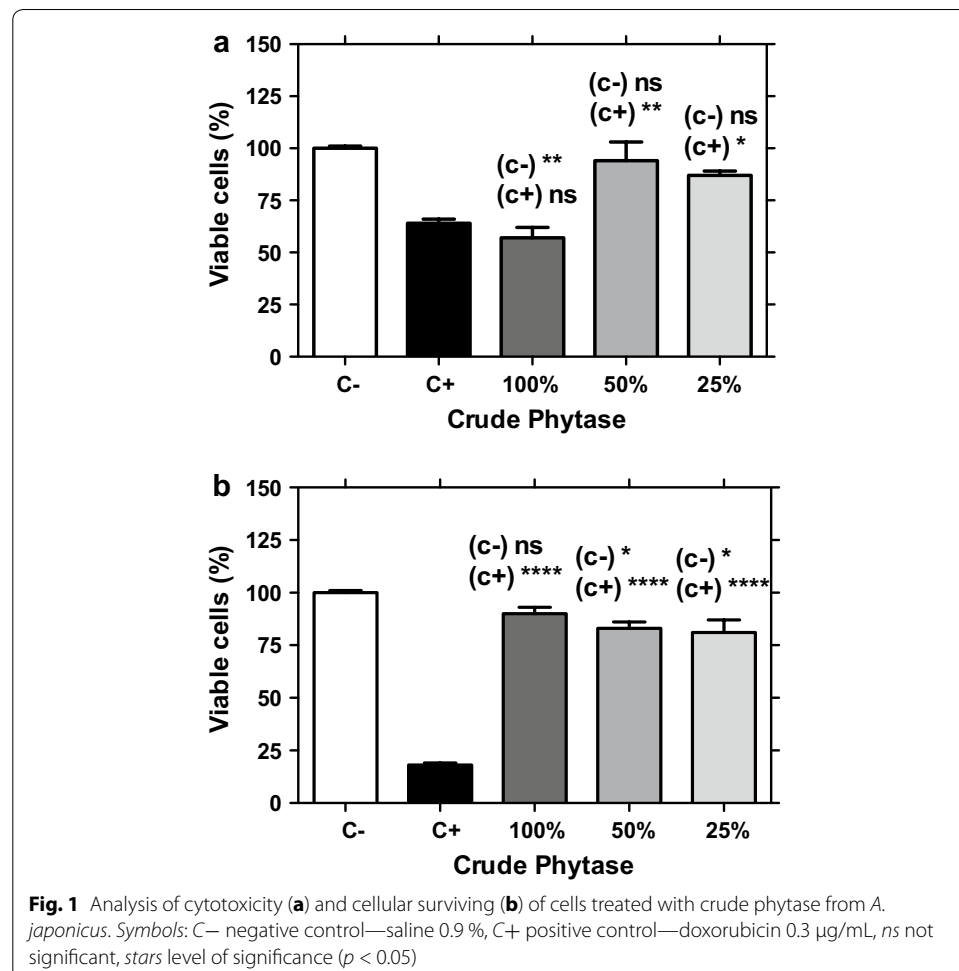 a
150
125
100
75
50
25
0
Viable cells (%)
(c-) **
(c+) ns
(c-) ns
(c+) **
(c-) ns
(c+) *
C- C+ 100% 50% 25%
Crude Phytase
b
150
125
100
75
50
25
0
Viable cells (%)
(c-) ns
(c+) ****
(c-) *
(c+) ****
(c-) *
(c+) ****
C- C+ 100% 50% 25%
Crude Phytase
Fig. 1 Analysis of cytotoxicity (a) and cellular surviving (b) of cells treated with crude phytase from A.
japonicus. Symbols: C− negative control—saline 0.9 %, C+ positive control—doxorubicin 0.3 µg/mL, ns not
significant, stars level of significance (p < 0.05)